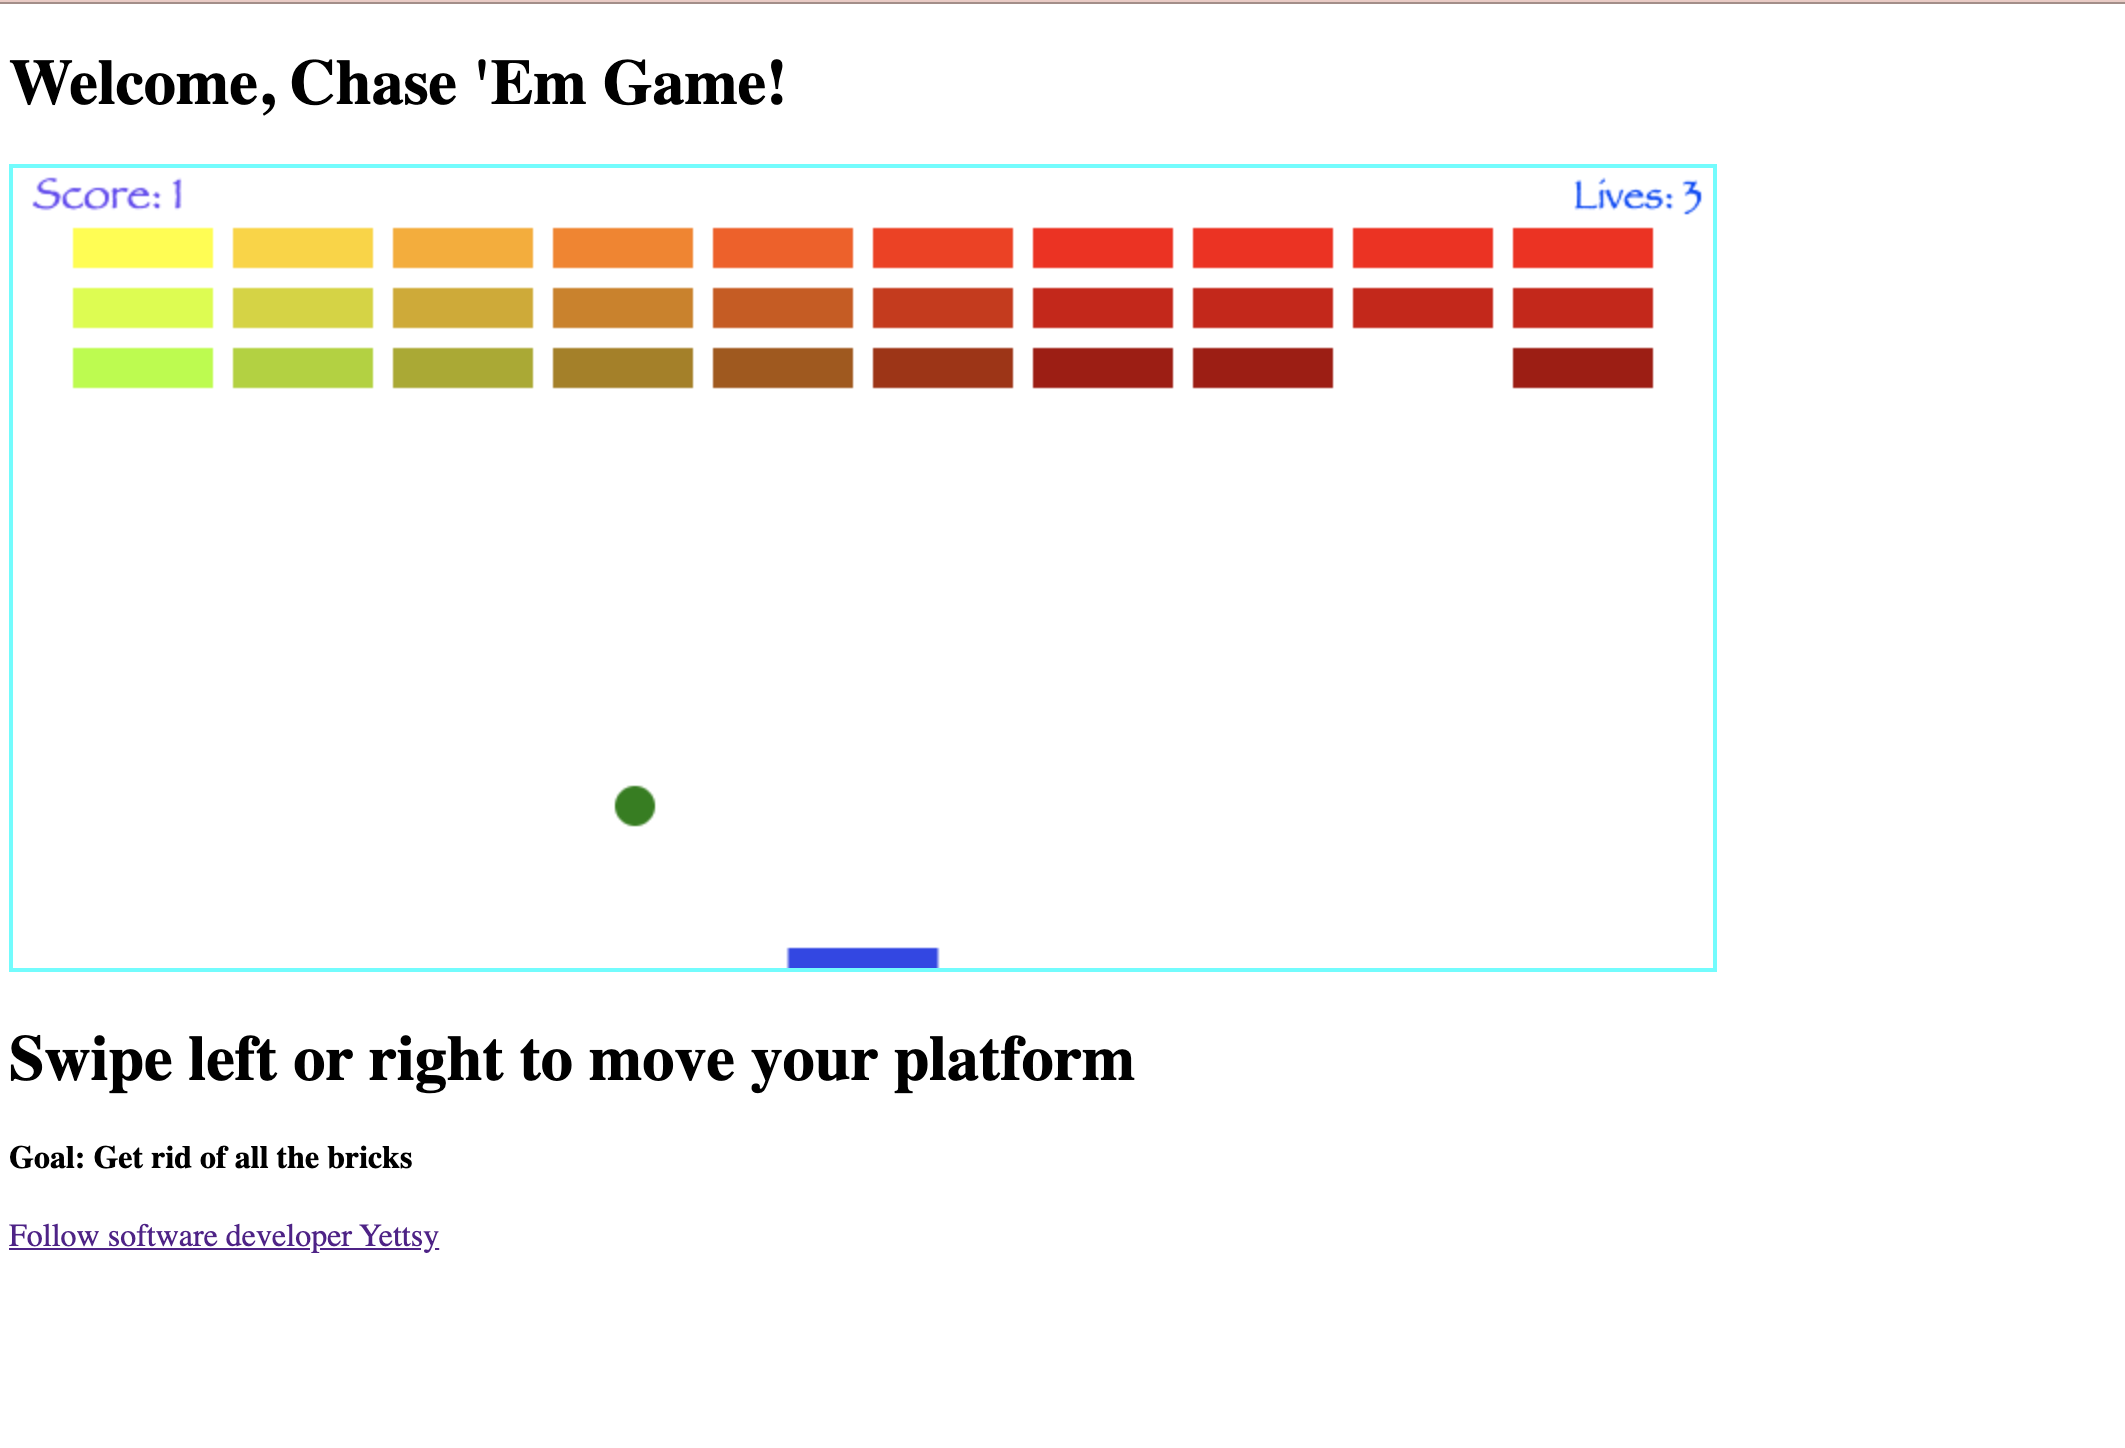 Welcome, Chase 'Em Game!
Score: 1 Lives: 3
Swipe left or right to move your platform
Goal: Get rid of all the bricks
Follow software developer Yettsy